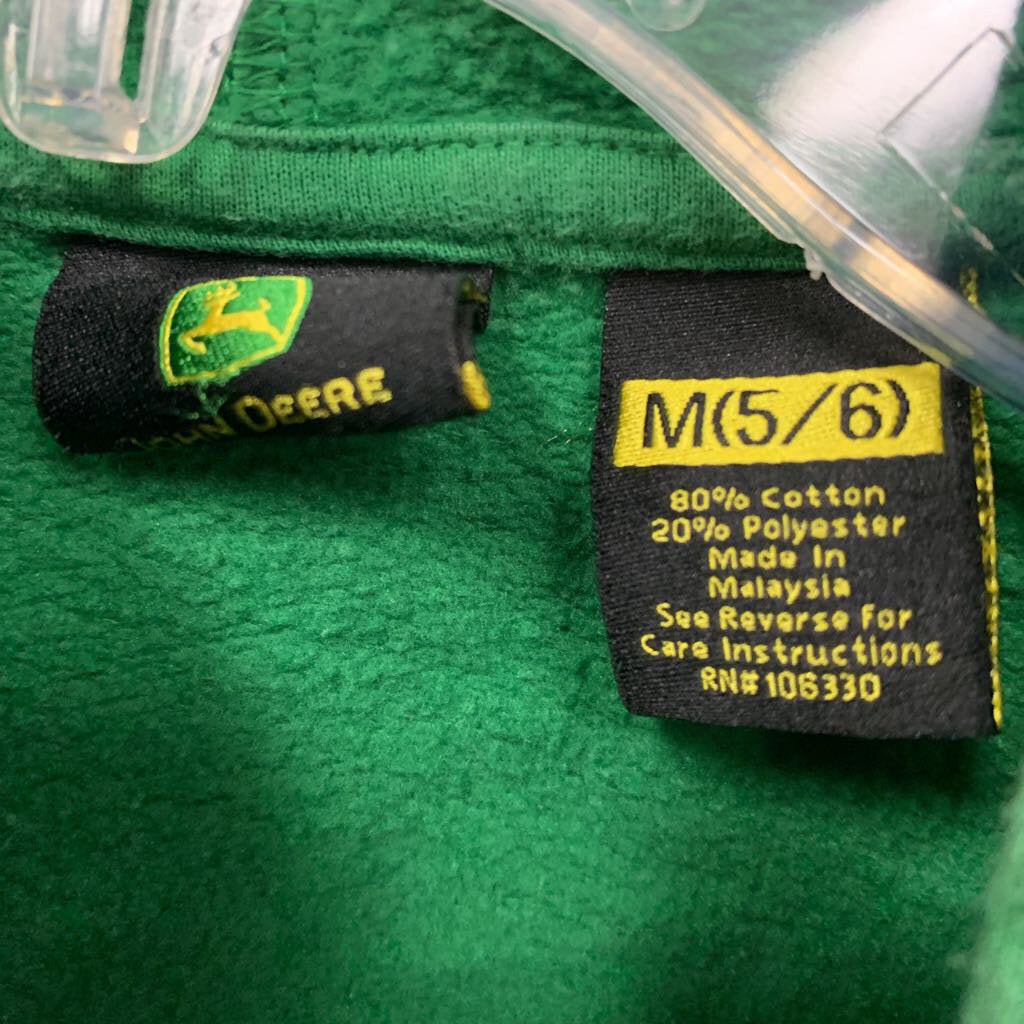 JOHN DEERE
M(5/6)
80% Cotton
20% Polyester
Made In
Malaysia
See Reverse For
Care Instructions
RN# 106330